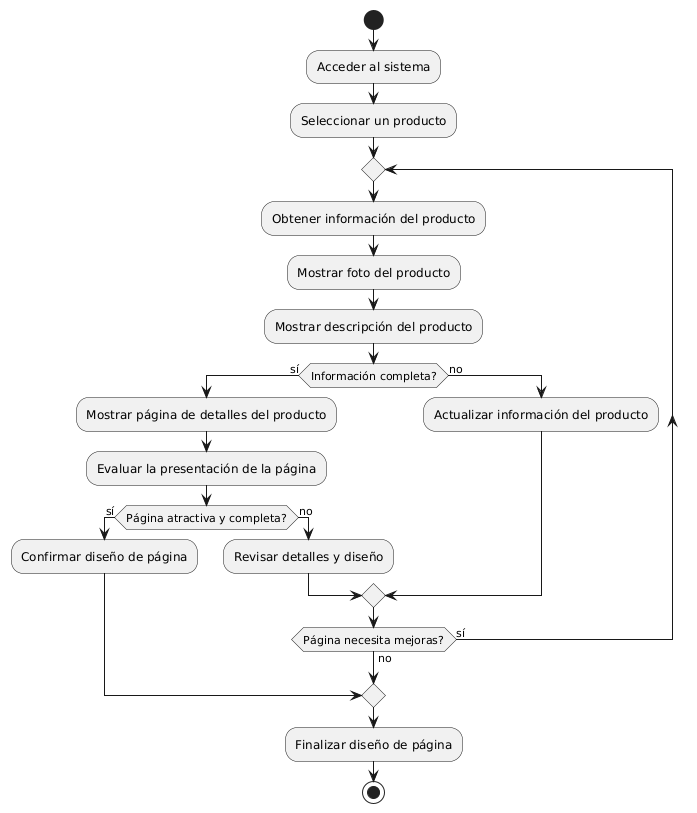 Acceder al sistema
Seleccionar un producto
Obtener información del producto
Mostrar foto del producto
Mostrar descripción del producto
sí
Información completa?
no
Mostrar página de detalles del producto
Actualizar información del producto
Evaluar la presentación de la página
sí
Página atractiva y completa?
no
Confirmar diseño de página
Revisar detalles y diseño
Página necesita mejoras?
sí
no
Finalizar diseño de página